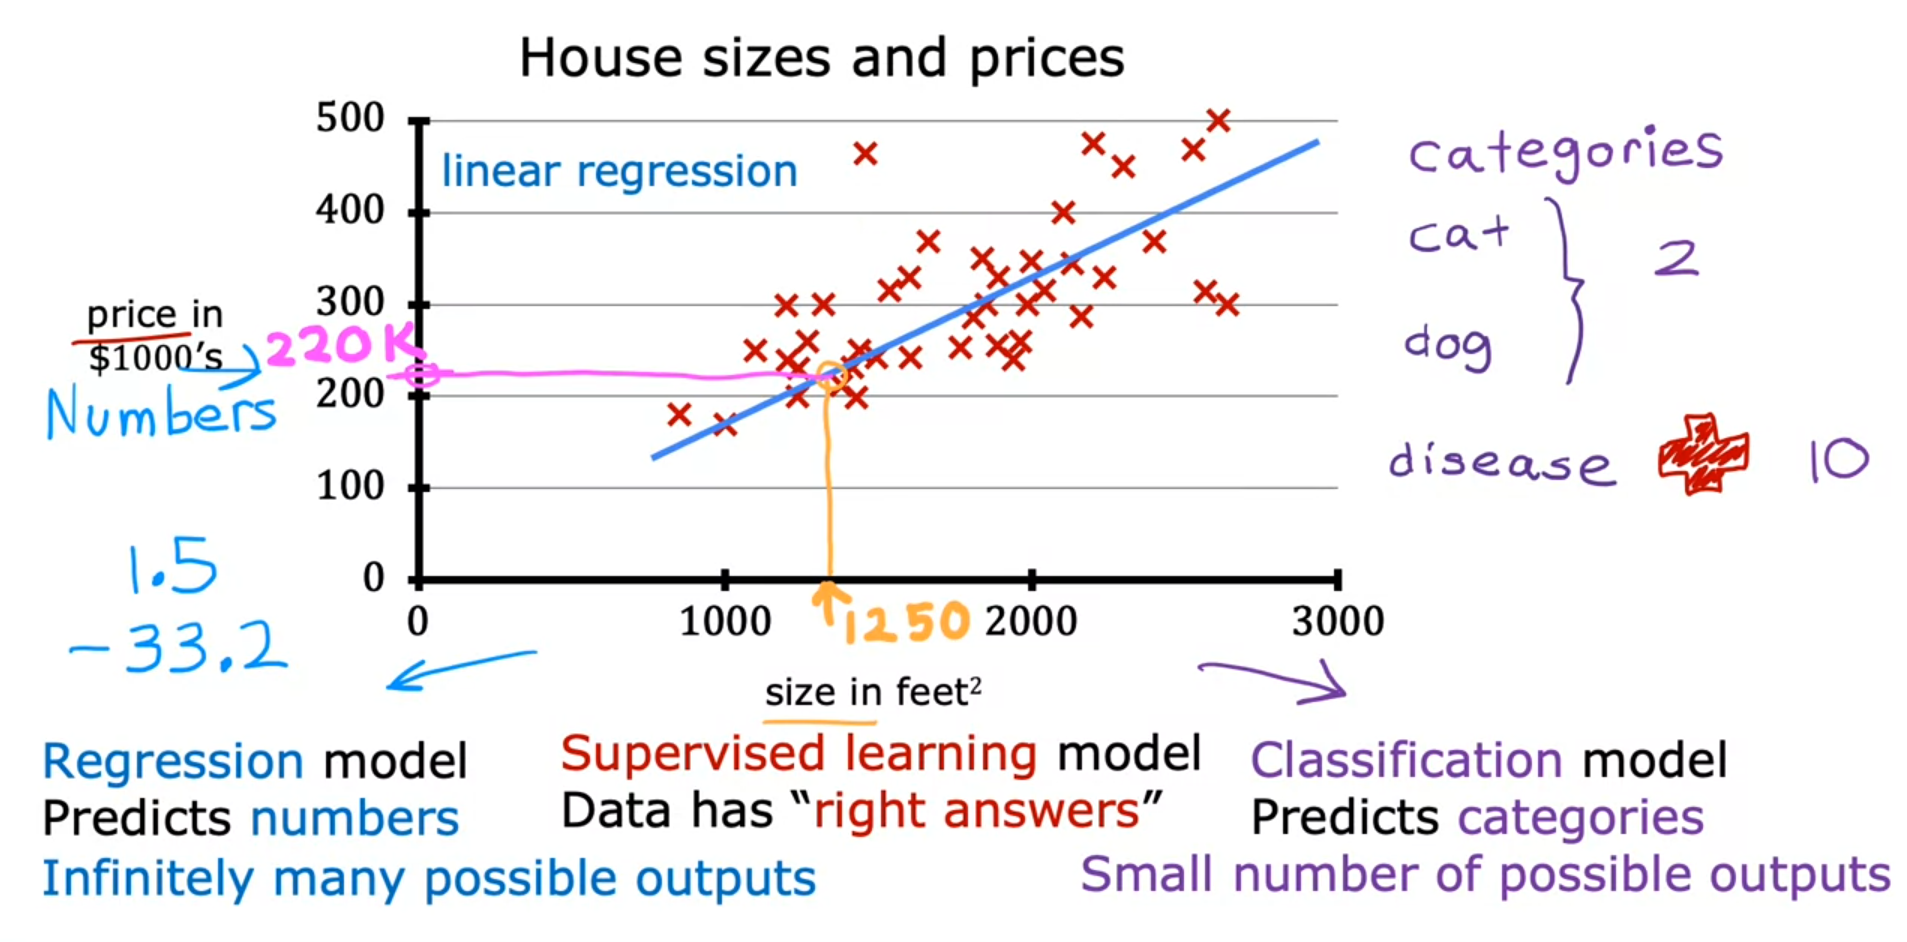 House sizes and prices
500
linear regression
400
300
price in
$1000's
220K
Numbers
200
100
0
0
1000
1250
2000
3000
size in feet²
categories
cat
dog
2
disease
10
1.5
-33.2
Regression model
Predicts numbers
Infinitely many possible outputs
Supervised learning model
Data has “right answers”
Classification model
Predicts categories
Small number of possible outputs